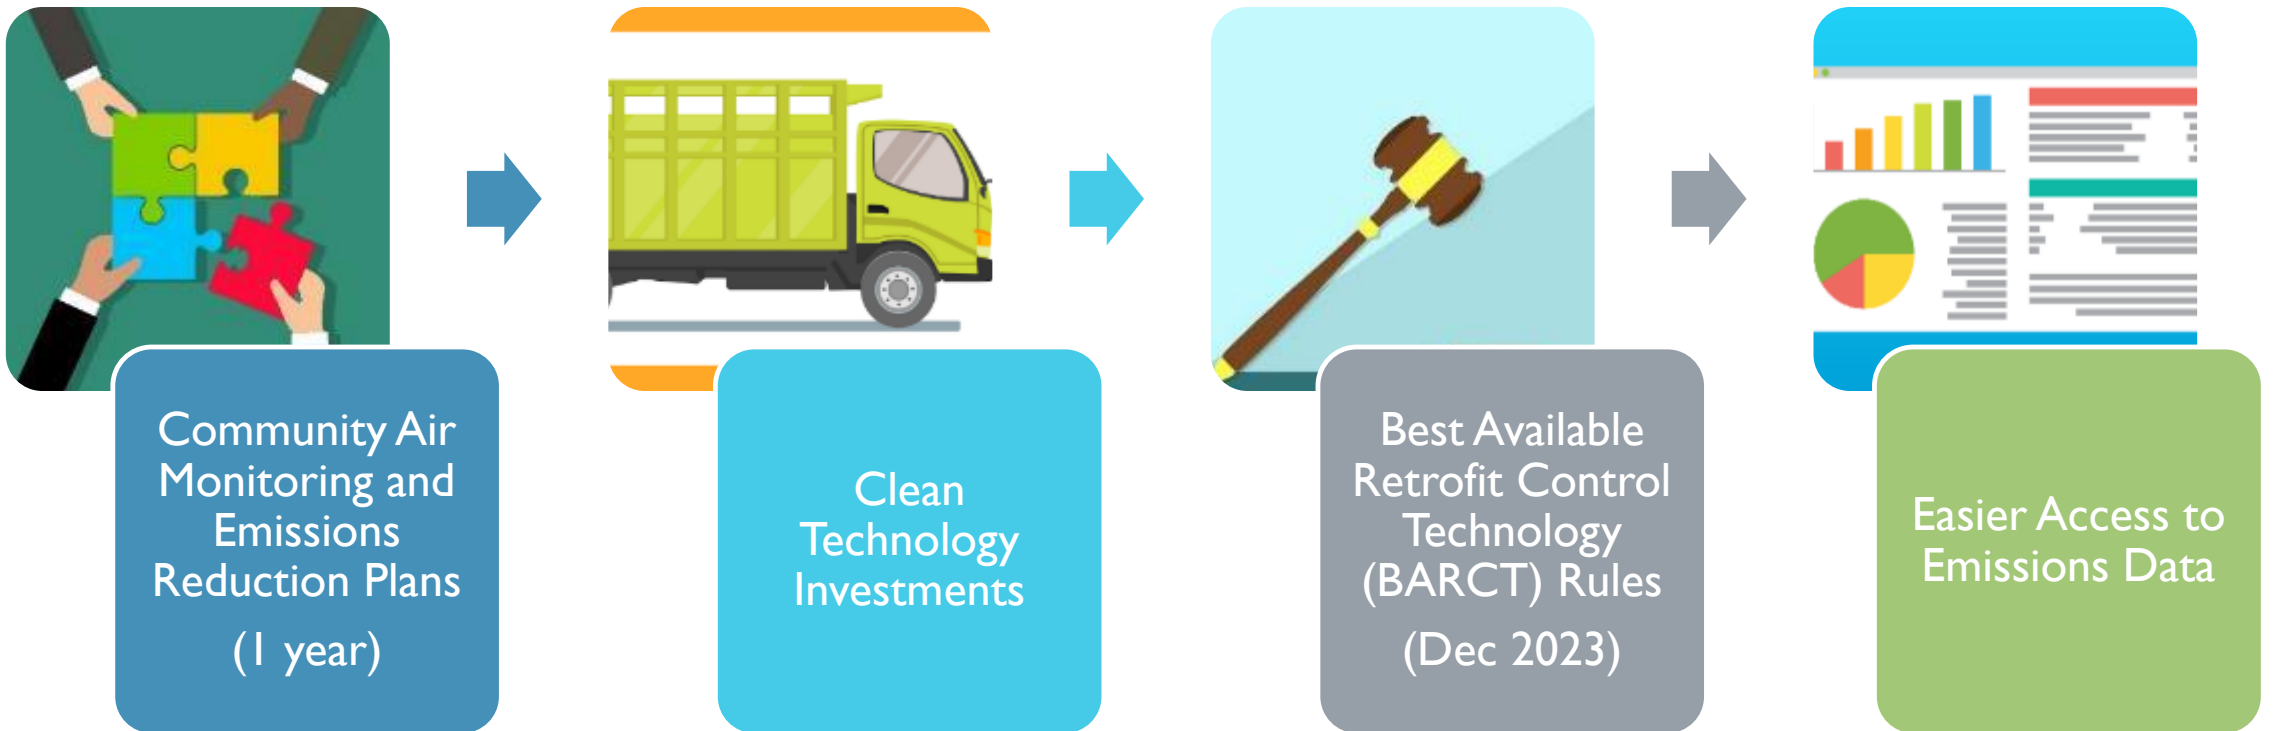 Community Air
Monitoring and
Emissions
Reduction Plans
(1 year)
Clean
Technology
Investments
Best Available
Retrofit Control
Technology
(BARCT) Rules
(Dec 2023)
Easier Access to
Emissions Data